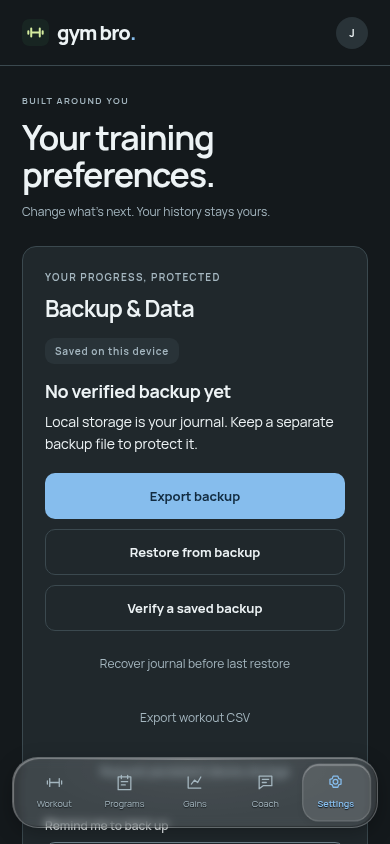 gym bro.
J
BUILT AROUND YOU
Your training
preferences.
Change what's next. Your history stays yours.
YOUR PROGRESS, PROTECTED
Backup & Data
Saved on this device
No verified backup yet
Local storage is your journal. Keep a separate
backup file to protect it.
Export backup
Restore from backup
Verify a saved backup
Recover journal before last restore
Export workout CSV
Workout
Programs
Gains
Coach
Settings
Remind me to back up